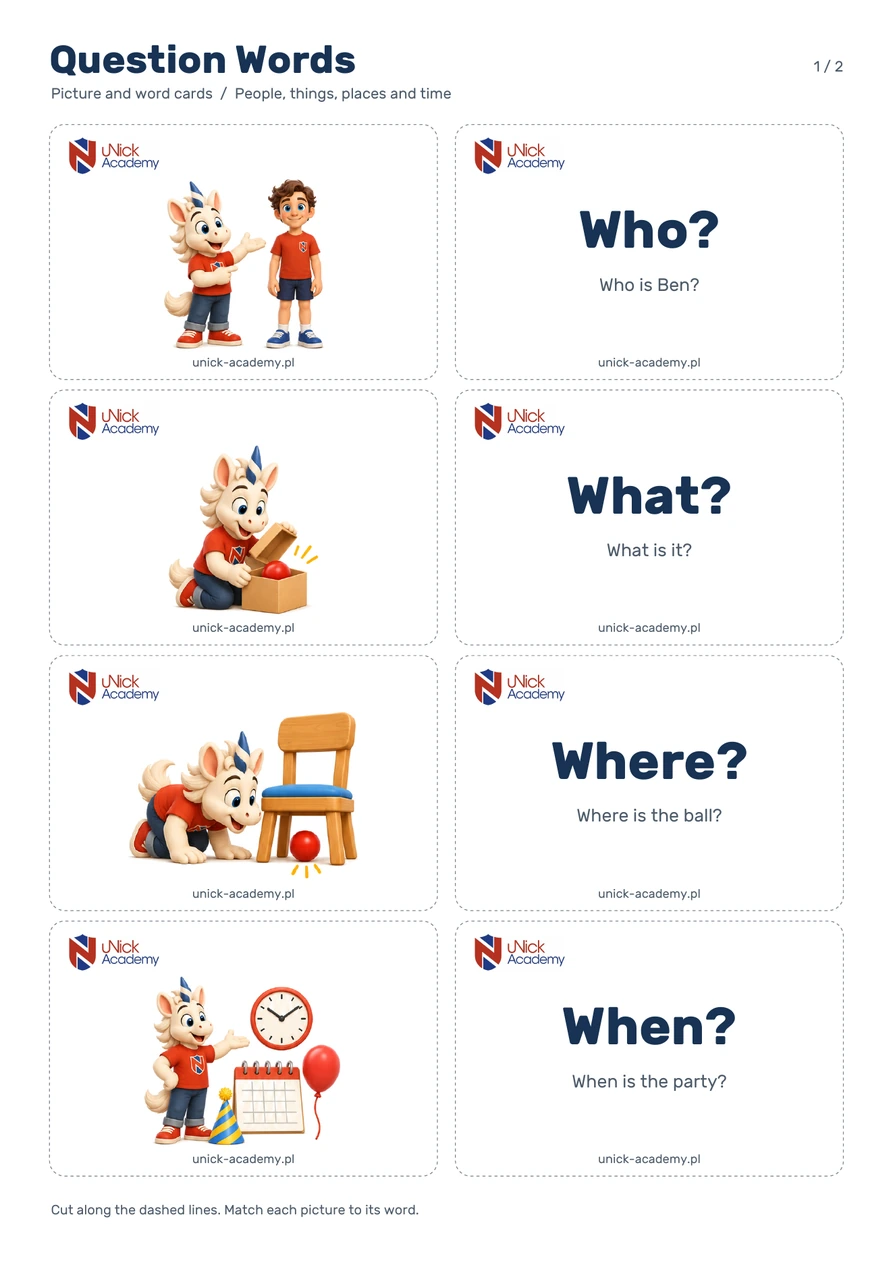 Question Words
1 / 2
Picture and word cards / People, things, places and time
uNick
Academy
unick-academy.pl
uNick
Academy
Who?
Who is Ben?
unick-academy.pl
uNick
Academy
unick-academy.pl
uNick
Academy
What?
What is it?
unick-academy.pl
uNick
Academy
unick-academy.pl
uNick
Academy
Where?
Where is the ball?
unick-academy.pl
uNick
Academy
unick-academy.pl
uNick
Academy
When?
When is the party?
unick-academy.pl
Cut along the dashed lines. Match each picture to its word.